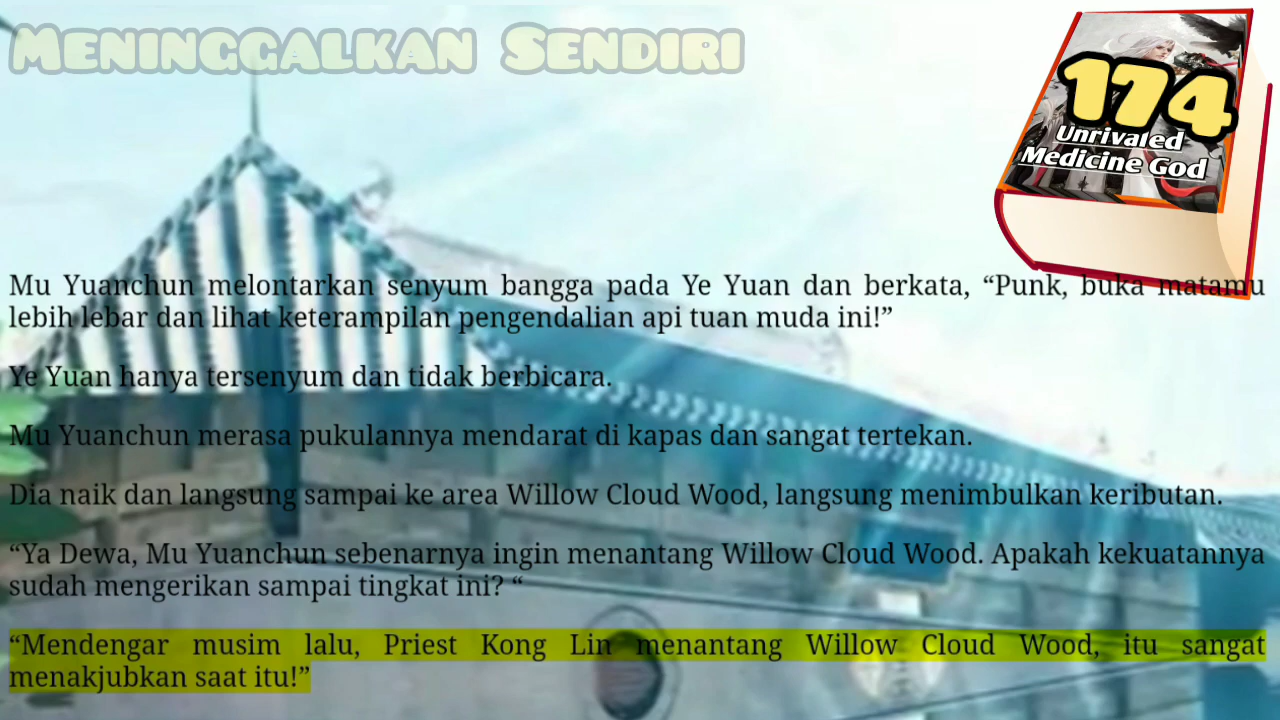 Meninggalkan Sendiri
174
Unrivaled
Medicine God
Mu Yuanchun melontarkan senyum bangga pada Ye Yuan dan berkata, “Punk, buka matamu
lebih lebar dan lihat keterampilan pengendalian api tuan muda ini!”
Ye Yuan hanya tersenyum dan tidak berbicara.
Mu Yuanchun merasa pukulannya mendarat di kapas dan sangat tertekan.
Dia naik dan langsung sampai ke area Willow Cloud Wood, langsung menimbulkan keributan.
“Ya Dewa, Mu Yuanchun sebenarnya ingin menantang Willow Cloud Wood. Apakah kekuatannya
sudah mengerikan sampai tingkat ini? “
“Mendengar musim lalu, Priest Kong Lin menantang Willow Cloud Wood, itu sangat
menakjubkan saat itu!”